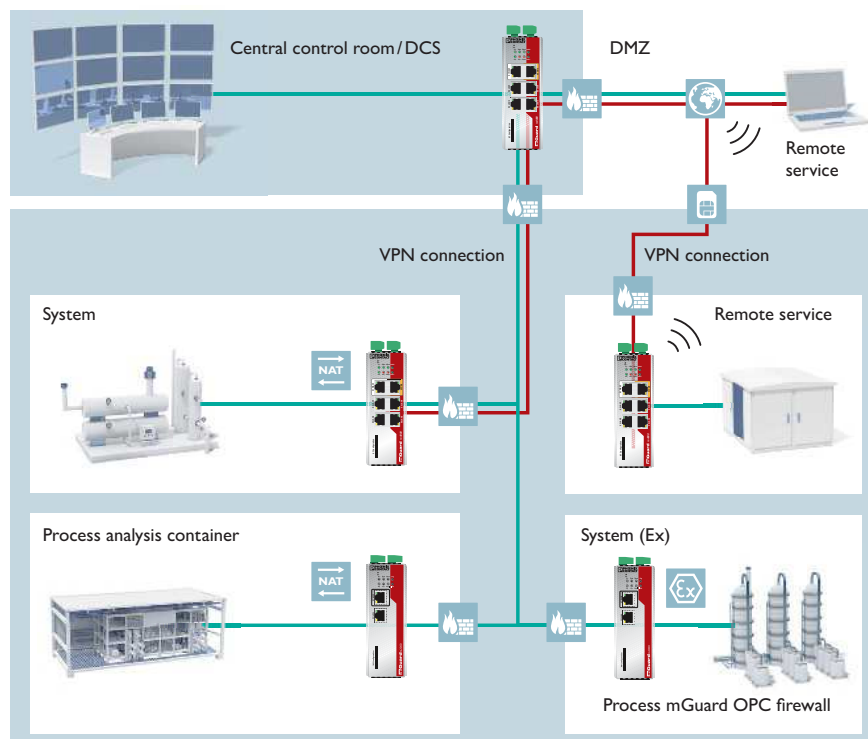 Central control room / DCS
DMZ
Remote
service
VPN connection
VPN connection
System
NAT
Remote service
Process analysis container
NAT
System (Ex)
Ex
Process mGuard OPC firewall